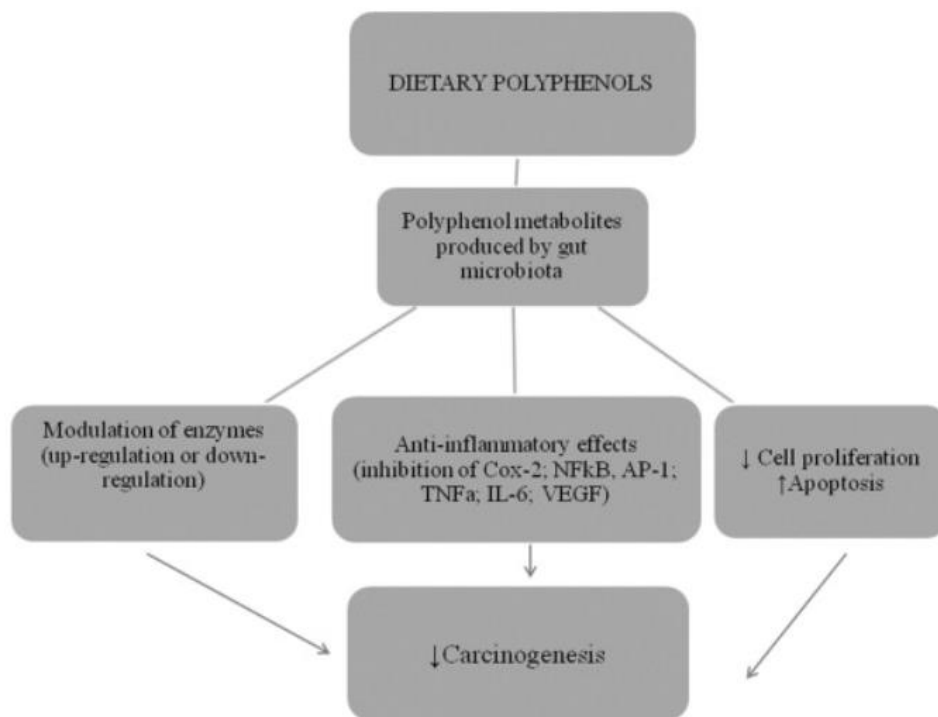 DIETARY POLYPHENOLS
Polyphenol metabolites
produced by gut
microbiota
Modulation of enzymes
(up-regulation or down-
regulation)
Anti-inflammatory effects
(inhibition of Cox-2; NFkB, AP-1;
TNFa; IL-6; VEGF)
↓ Cell proliferation
↑Apoptosis
↓Carcinogenesis